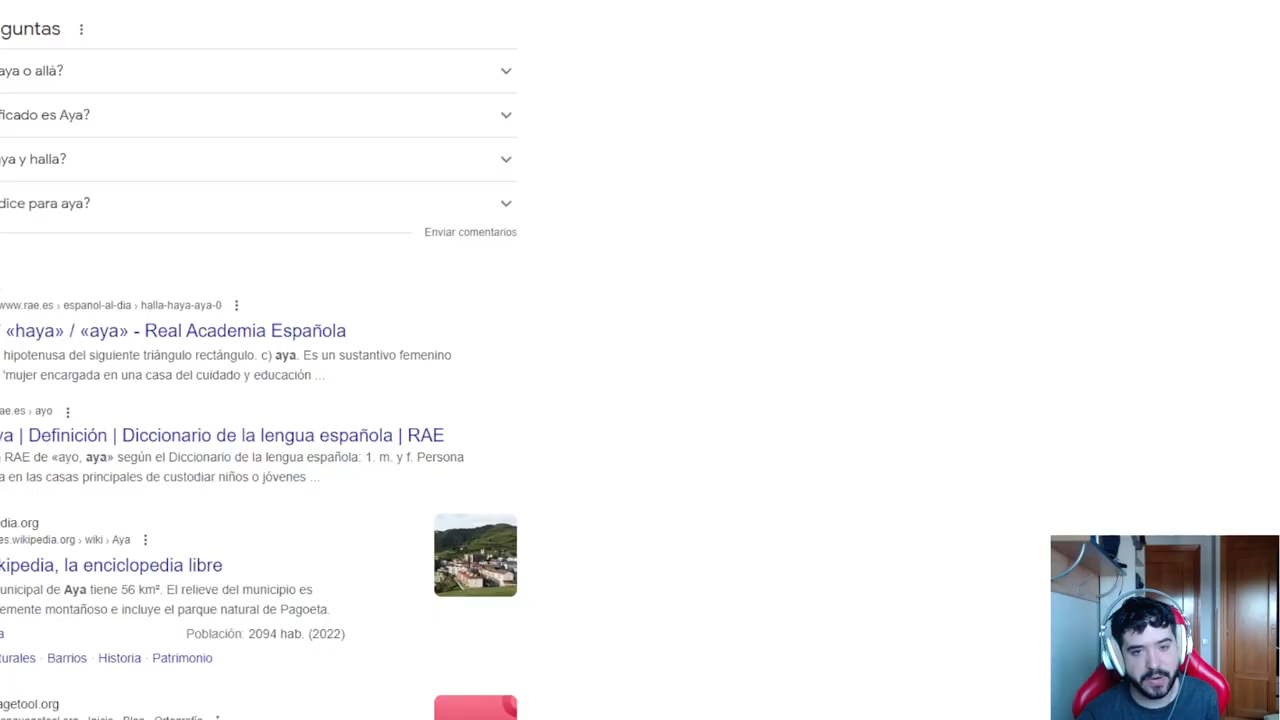 guntas
aya o allá?
ficado es Aya?
ya y halla?
dice para aya?
Enviar comentarios
www.rae.es › espanol-al-dia › halla-haya-aya-0
/ «haya» / «aya» - Real Academia Española
hipotenusa del siguiente triángulo rectángulo. c) aya. Es un sustantivo femenino
'mujer encargada en una casa del cuidado y educación ...
ae.es › ayo
ya | Definición | Diccionario de la lengua española | RAE
RAE de «ayo, aya» según el Diccionario de la lengua española: 1. m. y f. Persona
a en las casas principales de custodiar niños o jóvenes ...
dia.org
es.wikipedia.org › wiki › Aya
kipedia, la enciclopedia libre
unicipal de Aya tiene 56 km². El relieve del municipio es
emente montañoso e incluye el parque natural de Pagoeta.
a
Población: 2094 hab. (2022)
turales · Barrios · Historia · Patrimonio
agetool.org